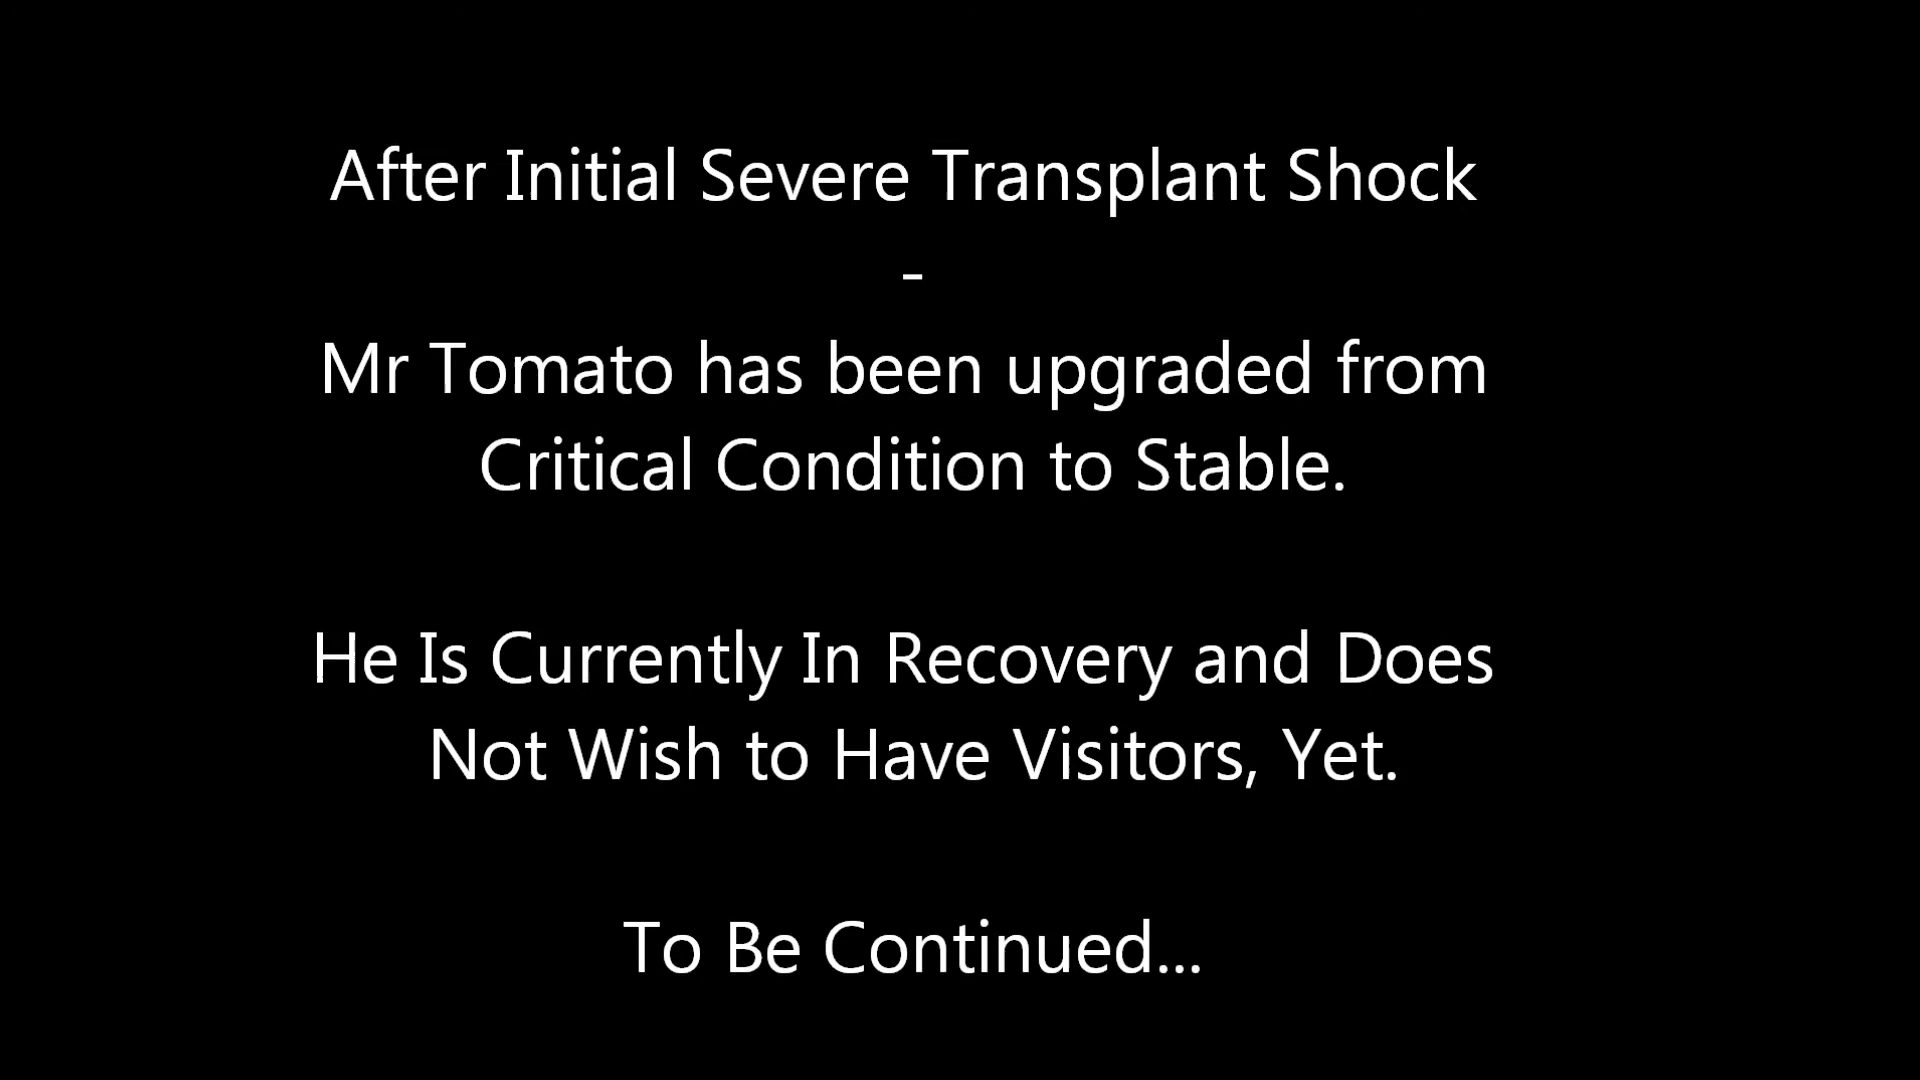 After Initial Severe Transplant Shock
-
Mr Tomato has been upgraded from
Critical Condition to Stable.
He Is Currently In Recovery and Does
Not Wish to Have Visitors, Yet.
To Be Continued...